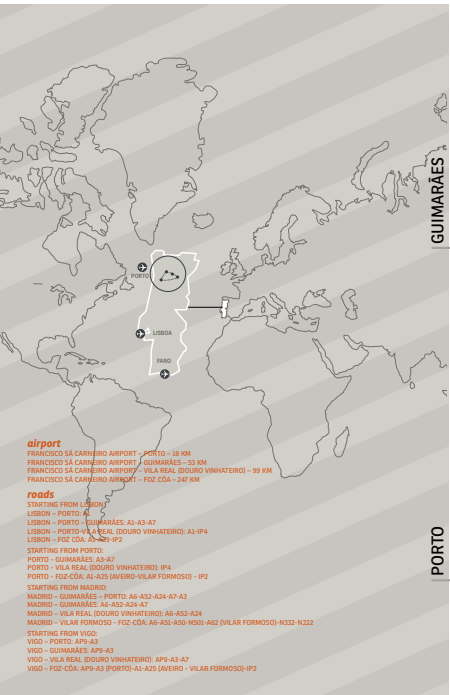 GUIMARÃES
PORTO
LISBOA
FARO
airport
FRANCISCO SÁ CARNEIRO AIRPORT – PORTO – 18 KM
FRANCISCO SÁ CARNEIRO AIRPORT – GUIMARÃES – 53 KM
FRANCISCO SÁ CARNEIRO AIRPORT – VILA REAL (DOURO VINHATEIRO) – 99 KM
FRANCISCO SÁ CARNEIRO AIRPORT – FOZ CÔA – 247 KM
roads
STARTING FROM LISBON:
LISBON – PORTO: A1
LISBON – PORTO – GUIMARÃES: A1-A3-A7
LISBON – PORTO-VILA REAL (DOURO VINHATEIRO): A1-IP4
LISBON – FOZ CÔA: A1-A23-IP2
STARTING FROM PORTO:
PORTO - GUIMARÃES: A3-A7
PORTO - VILA REAL (DOURO VINHATEIRO): IP4
PORTO - FOZ-CÔA: A1-A25 (AVEIRO-VILAR FORMOSO) - IP2
STARTING FROM MADRID:
MADRID – GUIMARÃES – PORTO: A6-A52-A24-A7-A3
MADRID – GUIMARÃES: A6-A52-A24-A7
MADRID – VILA REAL (DOURO VINHATEIRO): A6-A52-A24
MADRID – VILAR FORMOSO - FOZ-CÔA: A6-A51-A50-N501-A62 (VILAR FORMOSO)-N332-N222
STARTING FROM VIGO:
VIGO – PORTO: AP9-A3
VIGO – GUIMARÃES: AP9-A3
VIGO – VILA REAL (DOURO VINHATEIRO): AP9-A3-A7
VIGO – FOZ-CÔA: AP9-A3 (PORTO)-A1-A25 (AVEIRO - VILAR FORMOSO)-IP2
PORTO